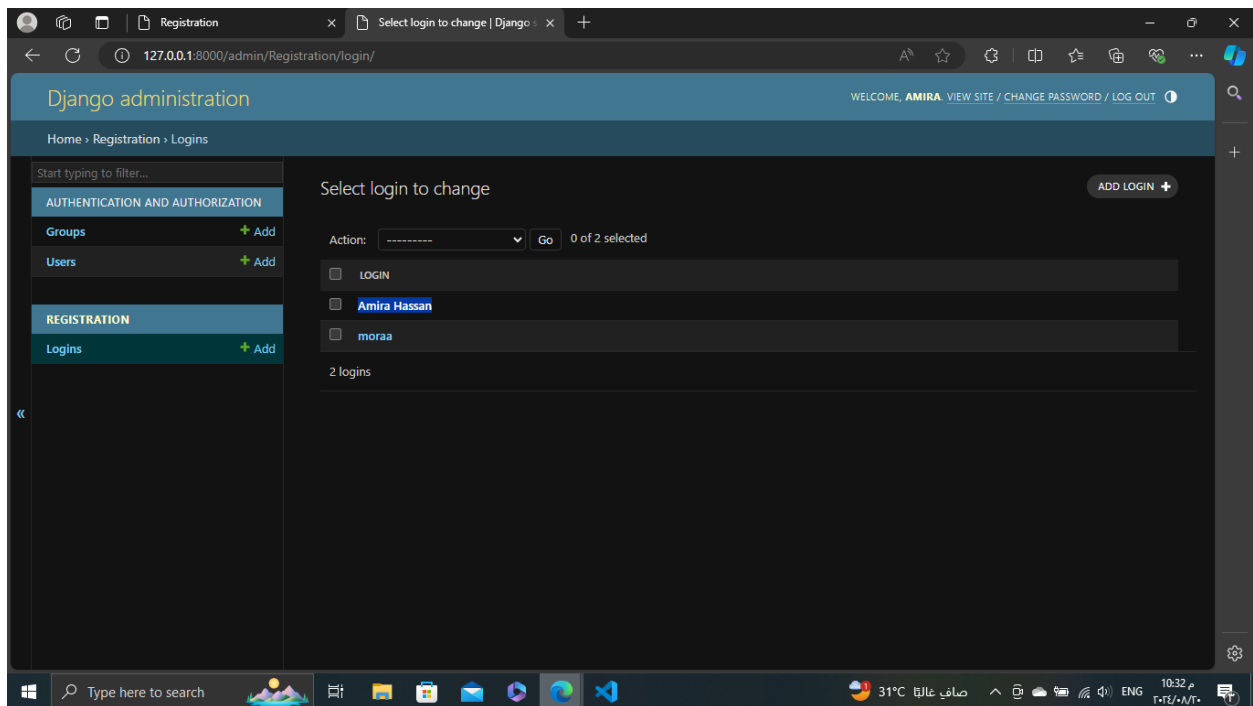 Registration
Select login to change | Django s
127.0.0.1:8000/admin/Registration/login/
Django administration
WELCOME, AMIRA. VIEW SITE / CHANGE PASSWORD / LOG OUT
Home › Registration › Logins
Start typing to filter...
AUTHENTICATION AND AUTHORIZATION
Groups + Add
Users + Add
REGISTRATION
Logins + Add
«
Select login to change
ADD LOGIN +
Action: --------- Go 0 of 2 selected
LOGIN
Amira Hassan
moraa
2 logins
Type here to search
31°C صافٍ غالبًا
ENG
10:32 م
٢٠٢٤/٠٨/٢٠